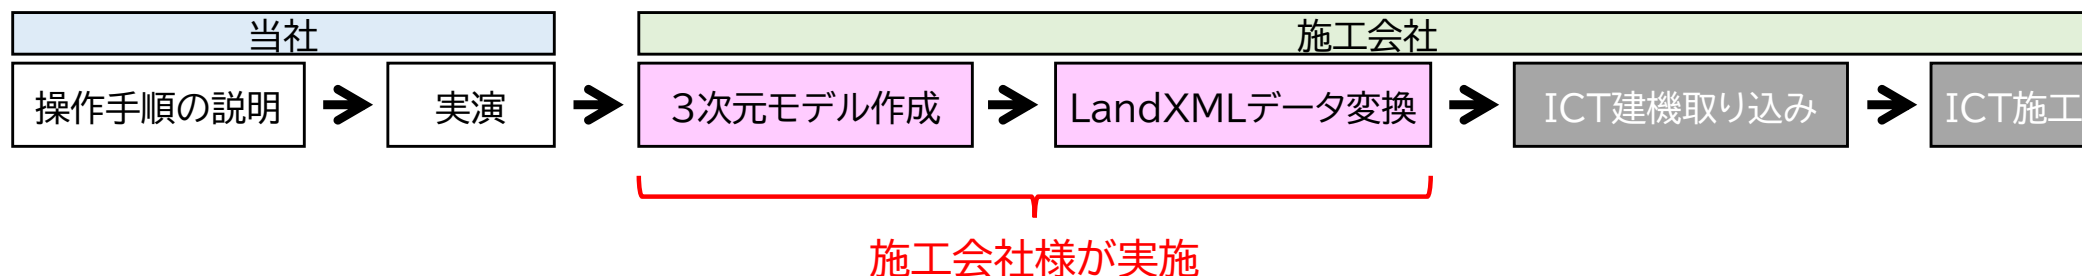 当社
施工会社
操作手順の説明
実演
3次元モデル作成
LandXMLデータ変換
ICT建機取り込み
ICT施工
施工会社様が実施